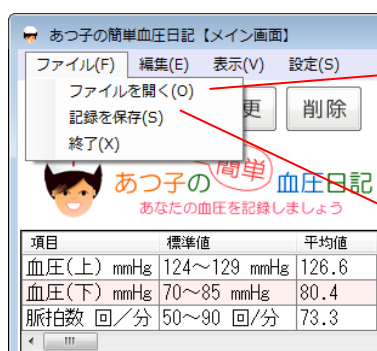 あつ子の簡単血圧日記【メイン画面】
ファイル(F) 編集(E) 表示(V) 設定(S)
ファイルを開く(O)
記録を保存(S)
終了(X)
更 削除
あつ子の 簡単 血圧日記
あなたの血圧を記録しましょう
項目 標準値 平均値
血圧(上) mmHg 124～129 mmHg 126.6
血圧(下) mmHg 70～85 mmHg 80.4
脈拍数 回／分 50～90 回/分 73.3